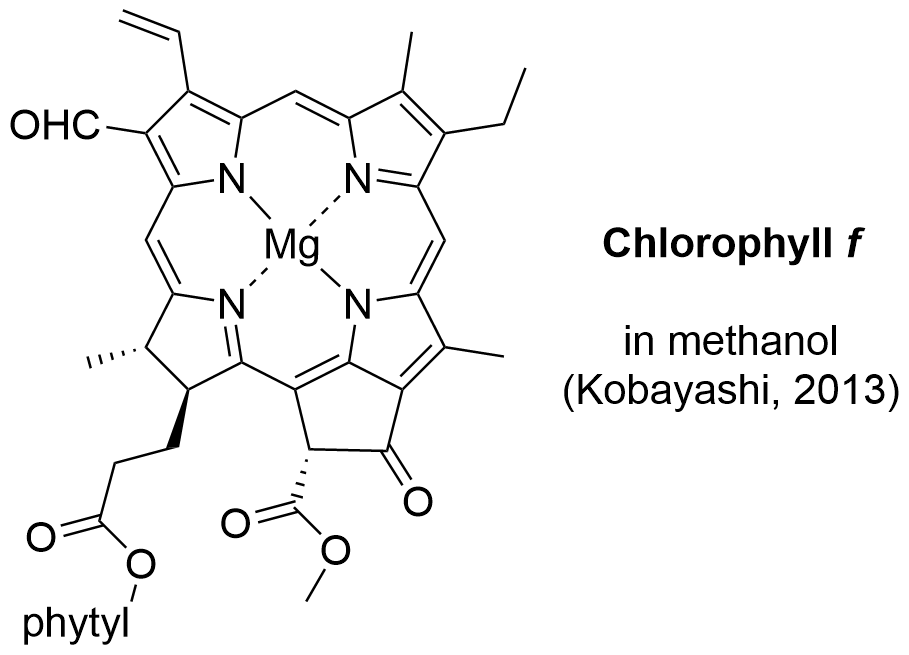 OHC
N
N
Mg
Chlorophyll f
N
N
in methanol
(Kobayashi, 2013)
O
O
O
O
O
phytyl